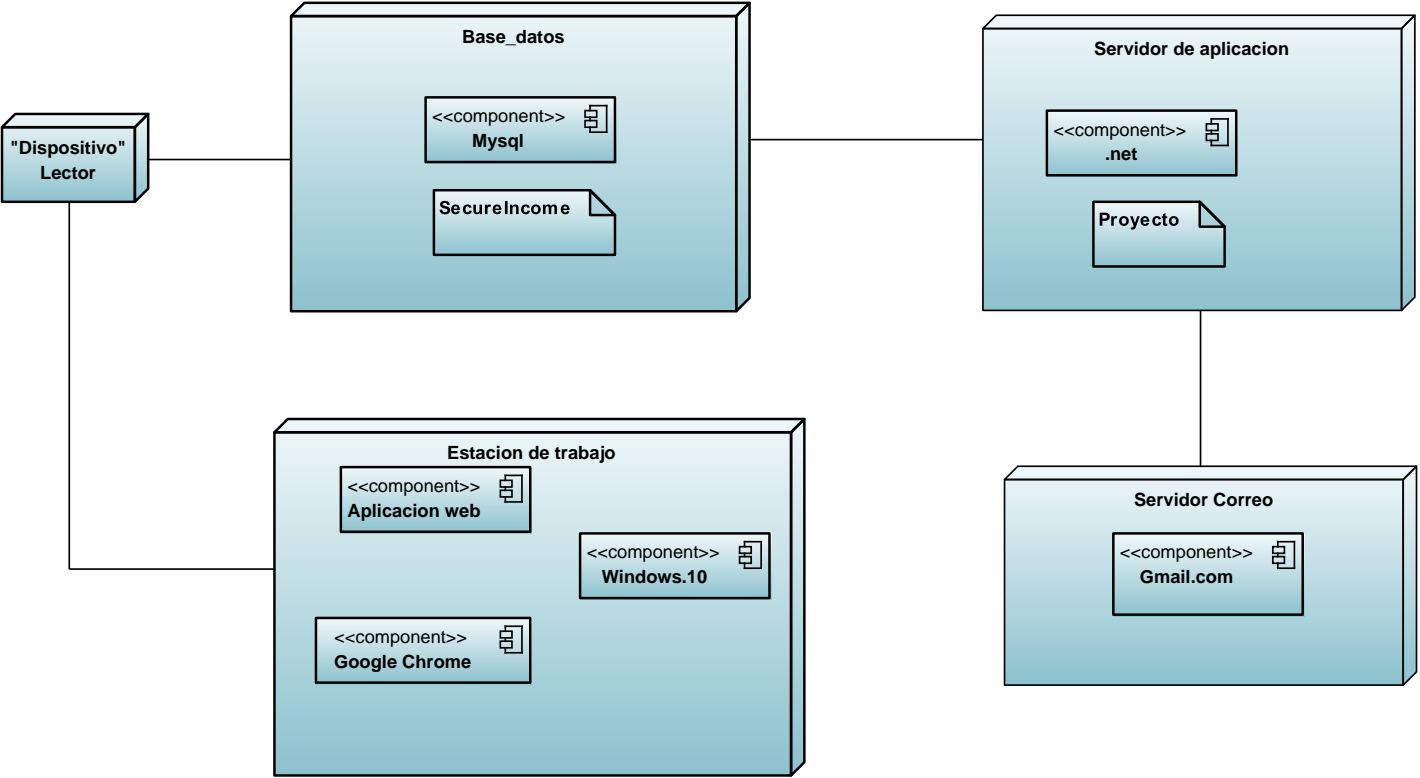 "Dispositivo"
Lector
Base_datos
<<component>>
Mysql
SecureIncome
Servidor de aplicacion
<<component>>
.net
Proyecto
Estacion de trabajo
<<component>>
Aplicacion web
<<component>>
Windows.10
<<component>>
Google Chrome
Servidor Correo
<<component>>
Gmail.com